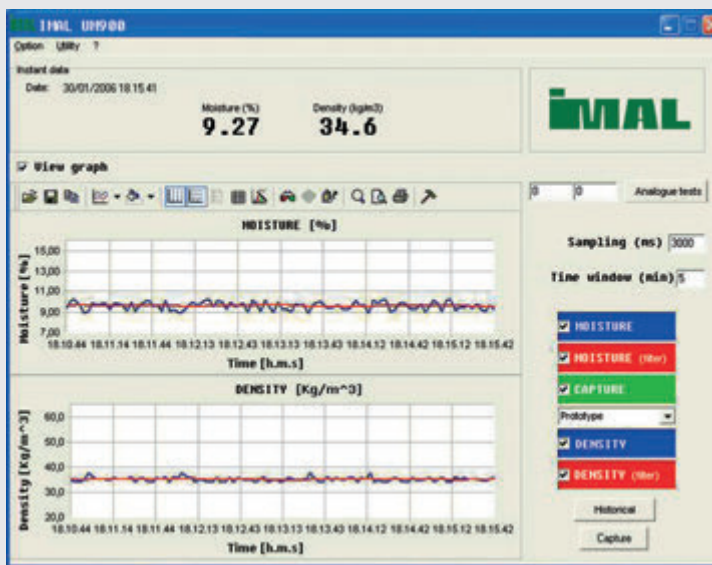 IMAL UM900
Option Utility ?
Instant data
Date: 30/01/2006 18.15.41
Moisture (%) Density (kg/m3)
9.27 34.6
IMAL
View graph
0 0 Analogue tests
Sampling (ms) 3000
Time window (min) 5
MOISTURE [%]
Moisture [%]
15,00
13,00
11,00
9,00
7,00
18.10.44 18.11.14 18.11.44 18.12.13 18.12.43 18.13.13 18.13.43 18.14.12 18.14.42 18.15.12 18.15.42
Time [h.m.s]
DENSITY [Kg/m^3]
Density [Kg/m^3]
60,0
50,0
40,0
30,0
20,0
18.10.44 18.11.14 18.11.44 18.12.13 18.12.43 18.13.13 18.13.43 18.14.12 18.14.42 18.15.12 18.15.42
Time [h.m.s]
MOISTURE
MOISTURE (filter)
CAPTURE
Prototype
DENSITY
DENSITY (filter)
Historical
Capture